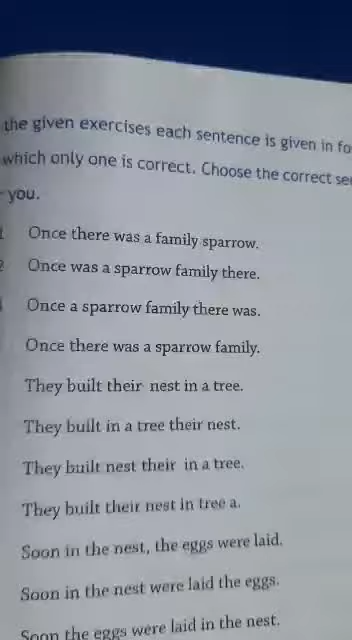 the given exercises each sentence is given in
which only one is correct. Choose the correct
you.
Once there was a family sparrow.
2 Once was a sparrow family there.
Once a sparrow family there was.
Once there was a sparrow family.
They built their nest in a tree.
They built in a tree their nest.
They built nest their in a tree.
They built their nest in tree a.
Soon in the nest, the eggs were laid.
Soon in the nest were laid the eggs.
Soon the eggs were laid in the nest.